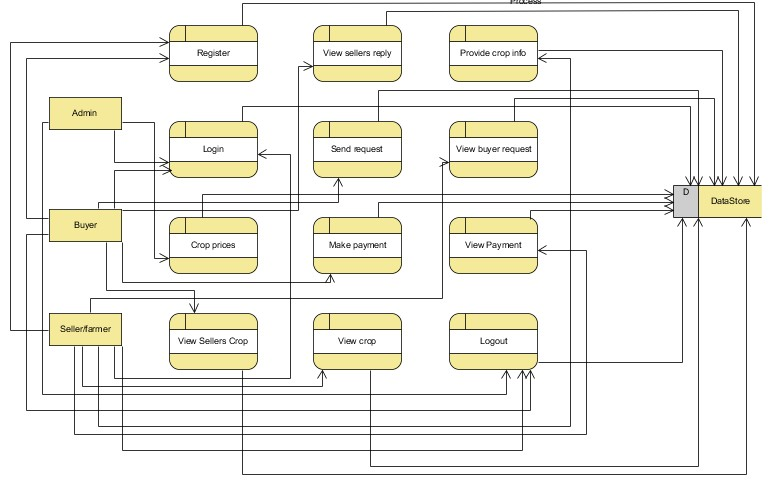 Process
Register
View sellers reply
Provide crop info
Admin
Login
Send request
View buyer request
D
DataStore
Buyer
Crop prices
Make payment
View Payment
Seller/farmer
View Sellers Crop
View crop
Logout